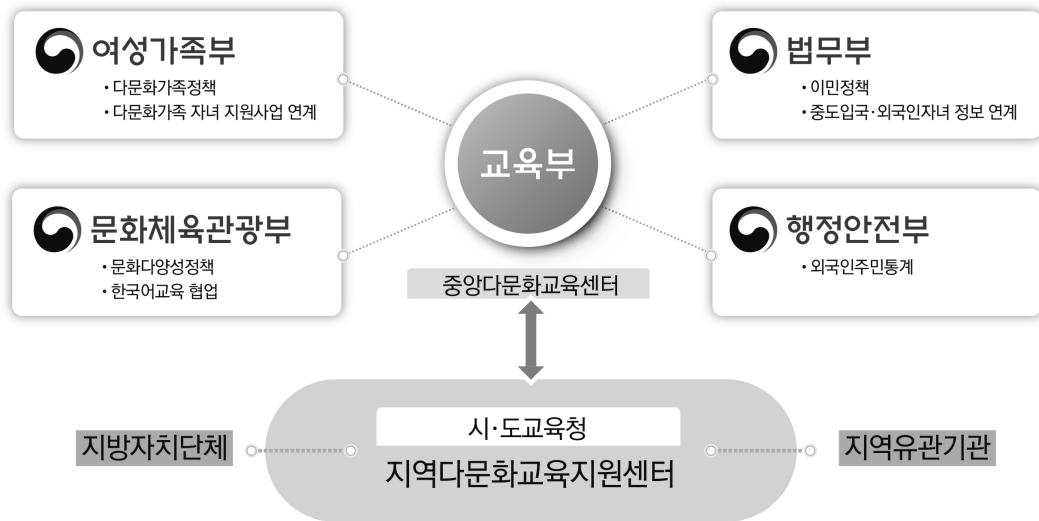 여성가족부
• 다문화가족정책
• 다문화가족 자녀 지원사업 연계
법무부
• 이민정책
• 중도입국·외국인자녀 정보 연계
교육부
문화체육관광부
• 문화다양성정책
• 한국어교육 협업
행정안전부
• 외국인주민통계
중앙다문화교육센터
시·도교육청
지방자치단체
지역다문화교육지원센터
지역유관기관